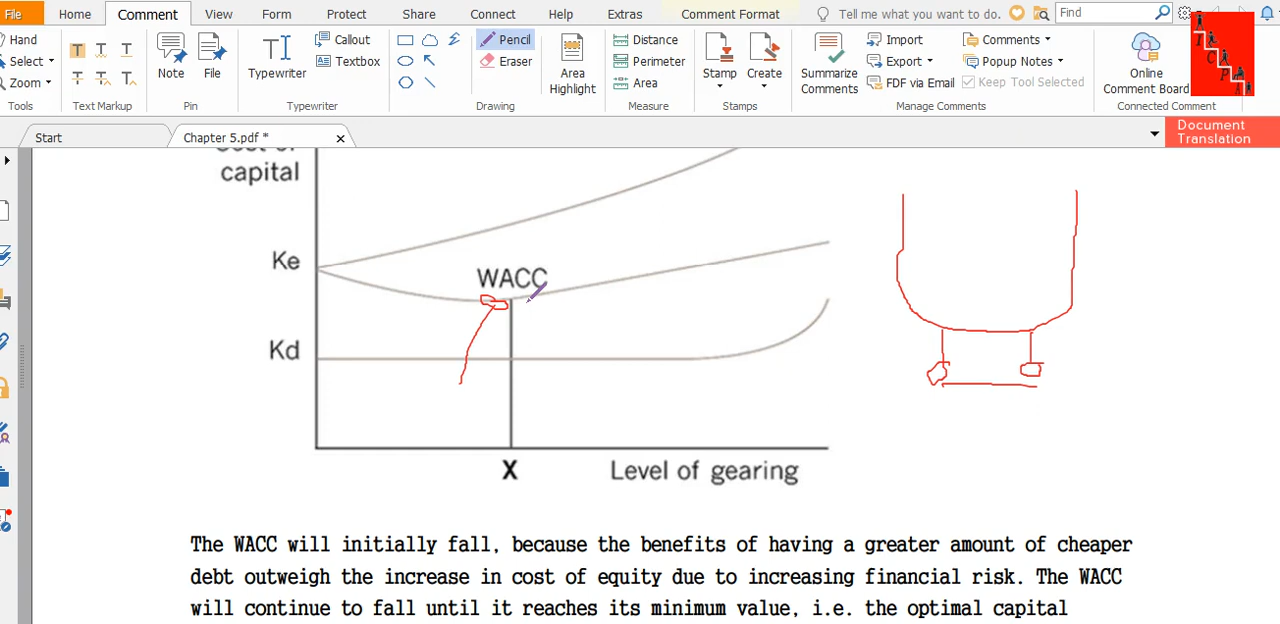 File Home Comment View Form Protect Share Connect Help Extras Comment Format Tell me what you want to do. Find
Hand
Select
Zoom
Tools
T T T
T T T
Text Markup
Note
File
Pin
Typewriter
Callout
Textbox
Typewriter
Pencil
Eraser
Drawing
Area
Highlight
Distance
Perimeter
Area
Measure
Stamp
Create
Stamps
Summarize
Comments
Import
Export
FDF via Email
Comments
Popup Notes
Keep Tool Selected
Manage Comments
Online
Comment Board
Connected Comment
I
C
P
A
Start
Chapter 5.pdf *
Document
Translation
Cost of
capital
Ke
WACC
Kd
X
Level of gearing
The WACC will initially fall, because the benefits of having a greater amount of cheaper
debt outweigh the increase in cost of equity due to increasing financial risk. The WACC
will continue to fall until it reaches its minimum value, i.e. the optimal capital